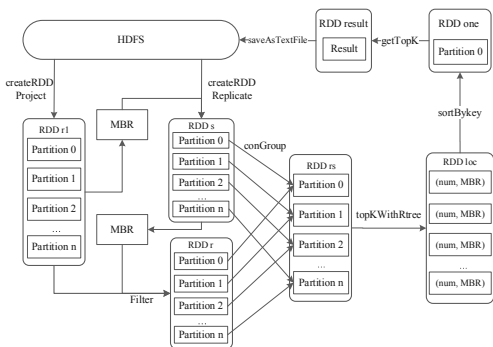 HDFS
saveAsTextFile
RDD result
Result
getTopK
RDD one
Partition 0
createRDD
Project
createRDD
Replicate
MBR
sortBykey
RDD r1
Partition 0
Partition 1
Partition 2
...
Partition n
RDD s
Partition 0
Partition 1
Partition 2
...
Partition n
conGroup
RDD rs
Partition 0
Partition 1
Partition 2
...
Partition n
topKWithRtree
RDD loc
(num, MBR)
(num, MBR)
(num, MBR)
...
(num, MBR)
MBR
Filter
RDD r
Partition 0
Partition 1
Partition 2
...
Partition n